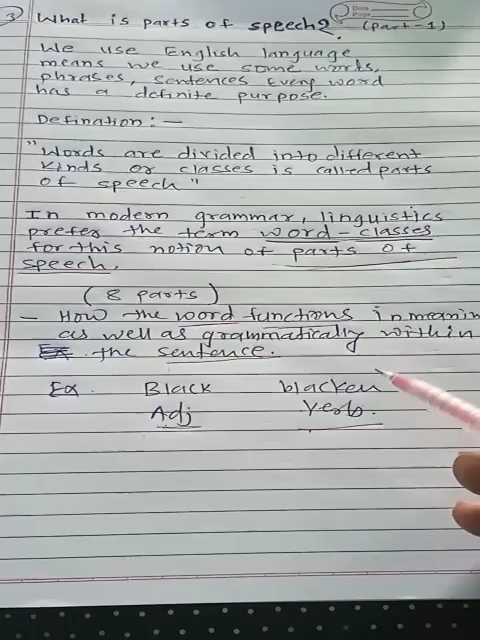 3 What is parts of speech?. (part-1)
Date
Page
We use English language
means we use some words,
phrases, sentences Every word
has a definite purpose.
Defination:—
"Words are divided into different
kinds or classes is called parts
of speech"
In modern grammar, linguistics
prefer the term word-classes
for this notion of parts of
speech.
(8 parts)
- How the word functions in meanin
as well as grammatically within
the sentence.
Ex. Black blacken
Adj Verb.